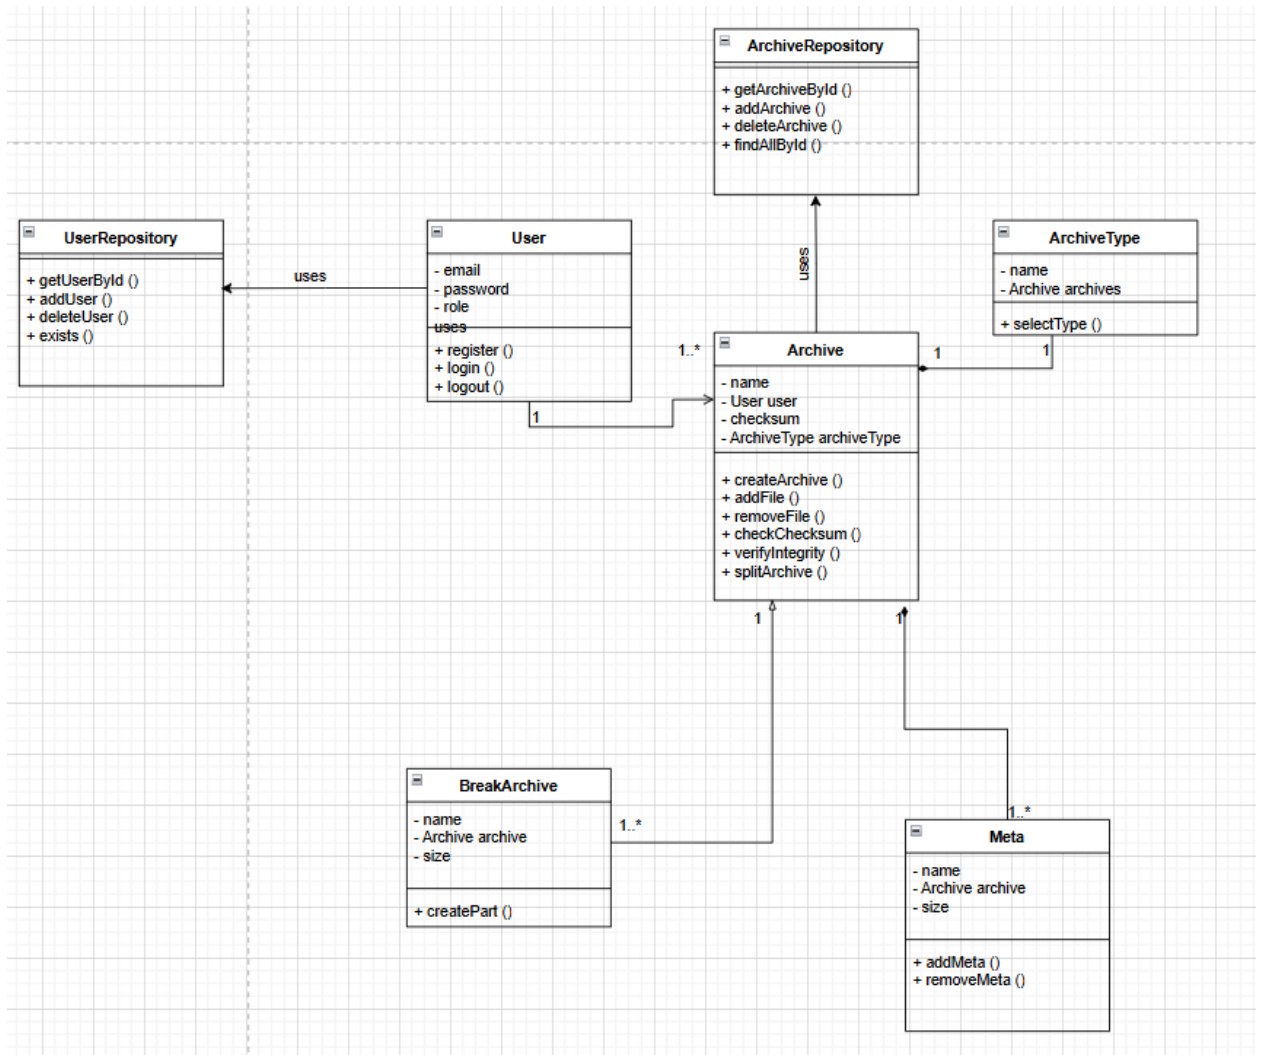 ArchiveRepository
+ getArchiveById ()
+ addArchive ()
+ deleteArchive ()
+ findAllById ()
UserRepository
+ getUserById ()
+ addUser ()
+ deleteUser ()
+ exists ()
uses
User
- email
- password
- role
uses
+ register ()
+ login ()
+ logout ()
1
1..*
uses
ArchiveType
- name
- Archive archives
+ selectType ()
1
1
Archive
- name
- User user
- checksum
- ArchiveType archiveType
+ createArchive ()
+ addFile ()
+ removeFile ()
+ checkChecksum ()
+ verifyIntegrity ()
+ splitArchive ()
1
1
BreakArchive
- name
- Archive archive
- size
+ createPart ()
1..*
1..*
Meta
- name
- Archive archive
- size
+ addMeta ()
+ removeMeta ()